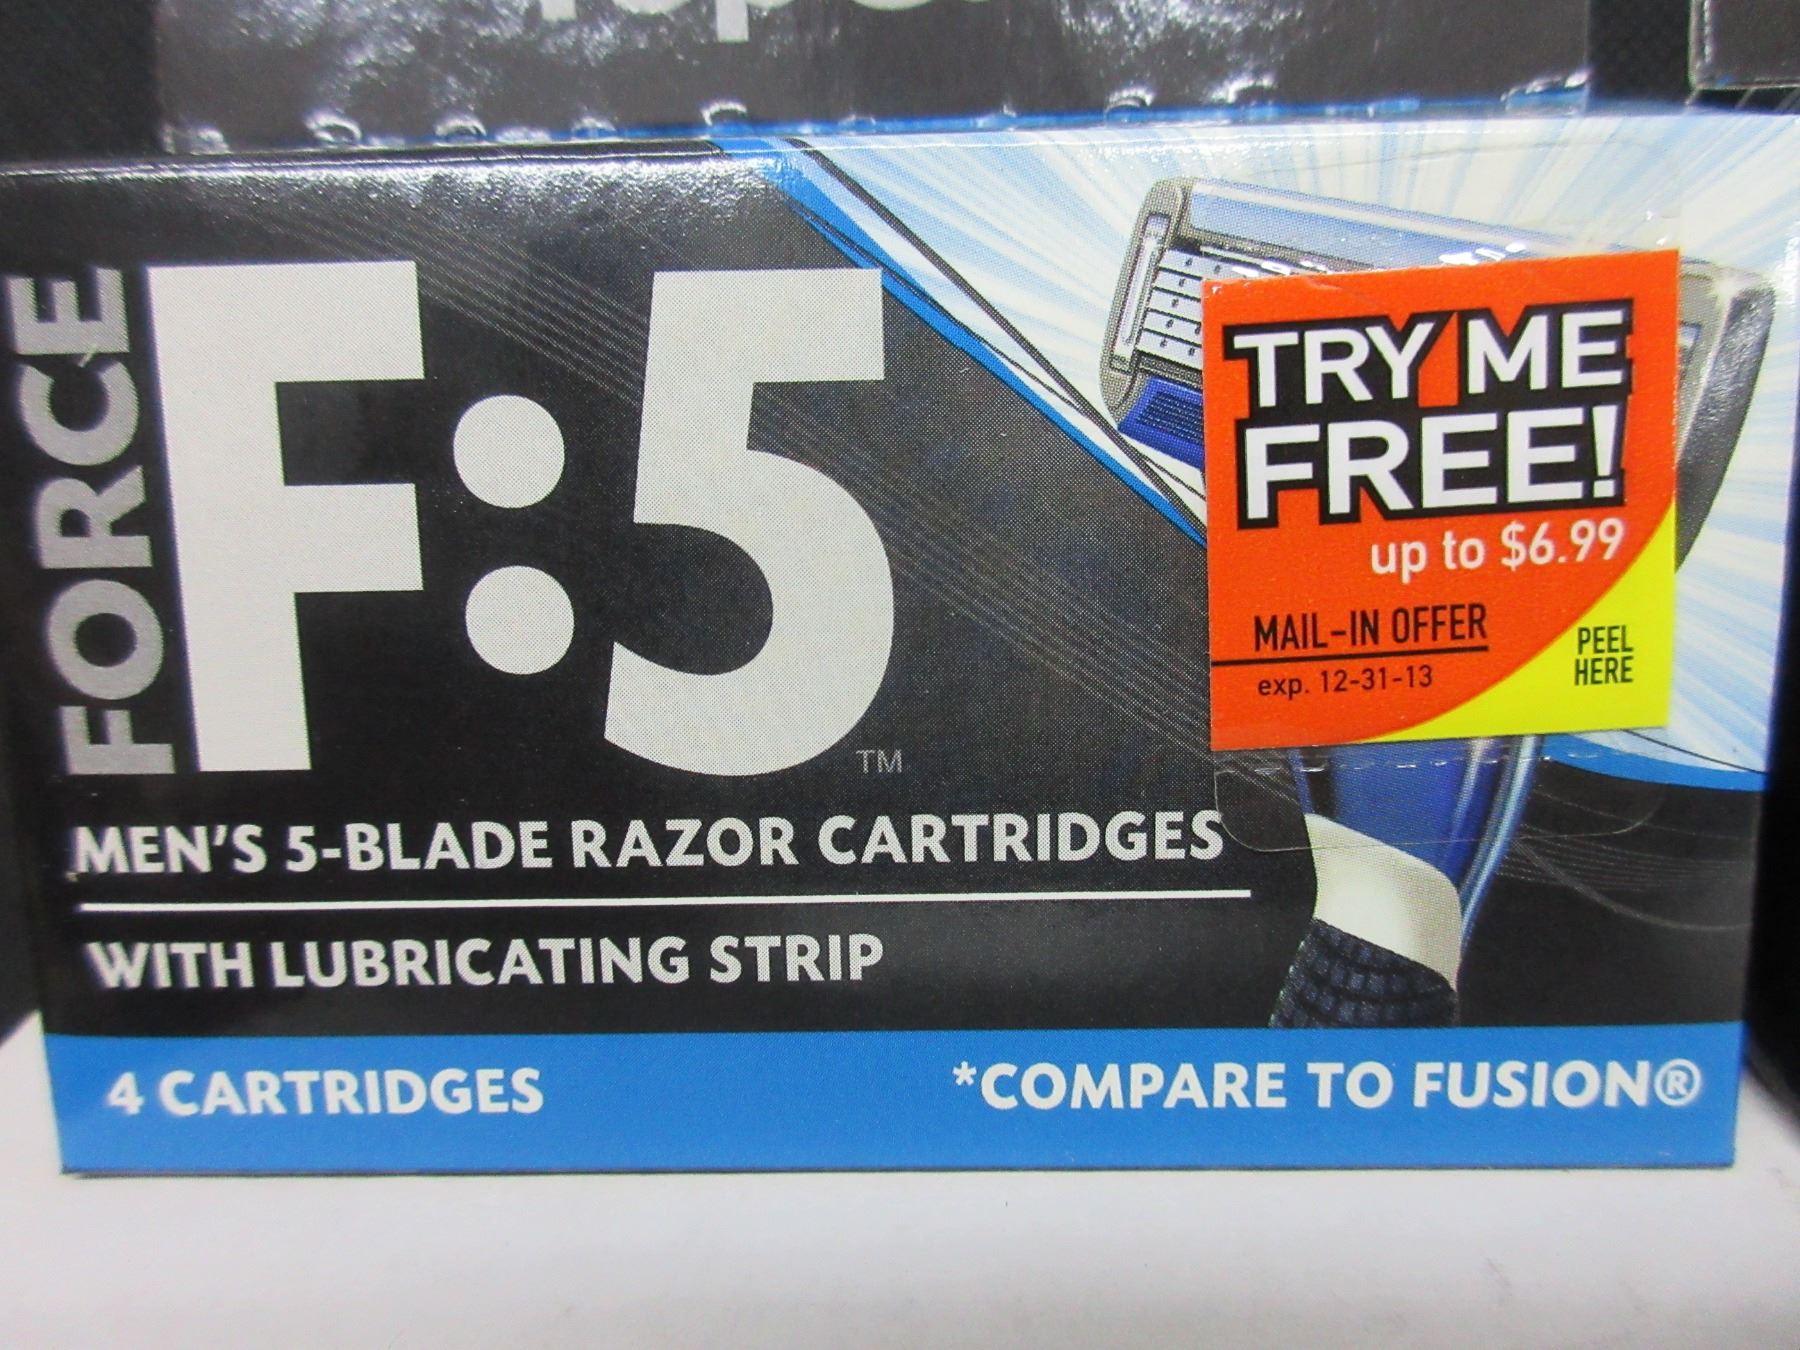 FORCE
F:5
TM
MEN'S 5-BLADE RAZOR CARTRIDGES
WITH LUBRICATING STRIP
4 CARTRIDGES
*COMPARE TO FUSION®
TRY ME
FREE!
up to $6.99
MAIL-IN OFFER
exp. 12-31-13
PEEL
HERE